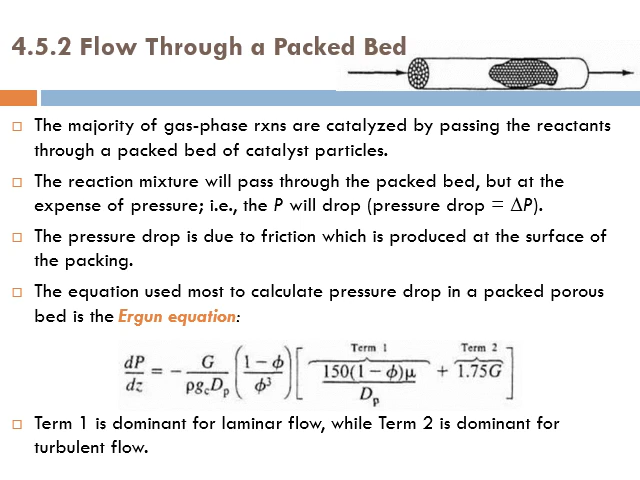 4.5.2 Flow Through a Packed Bed
The majority of gas-phase rxns are catalyzed by passing the reactants
through a packed bed of catalyst particles.
The reaction mixture will pass through the packed bed, but at the
expense of pressure; i.e., the P will drop (pressure drop = ΔP).
The pressure drop is due to friction which is produced at the surface of
the packing.
The equation used most to calculate pressure drop in a packed porous
bed is the Ergun equation:
Term 1 Term 2
dP/dz = − G/(ρg_cD_p) ((1 − ϕ)/ϕ³) [150(1 − ϕ)μ/D_p + 1.75G]
Term 1 is dominant for laminar flow, while Term 2 is dominant for
turbulent flow.